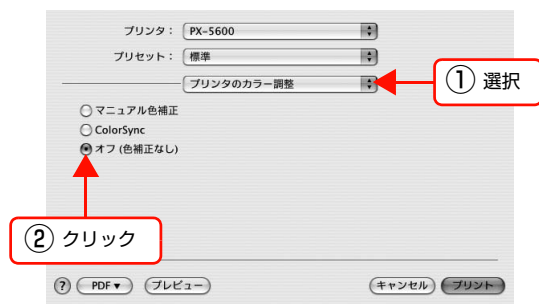 プリンタ： PX-5600
プリセット： 標準
プリンタのカラー調整
① 選択
マニュアル色補正
ColorSync
オフ (色補正なし)
② クリック
? PDF▼ プレビュー キャンセル プリント